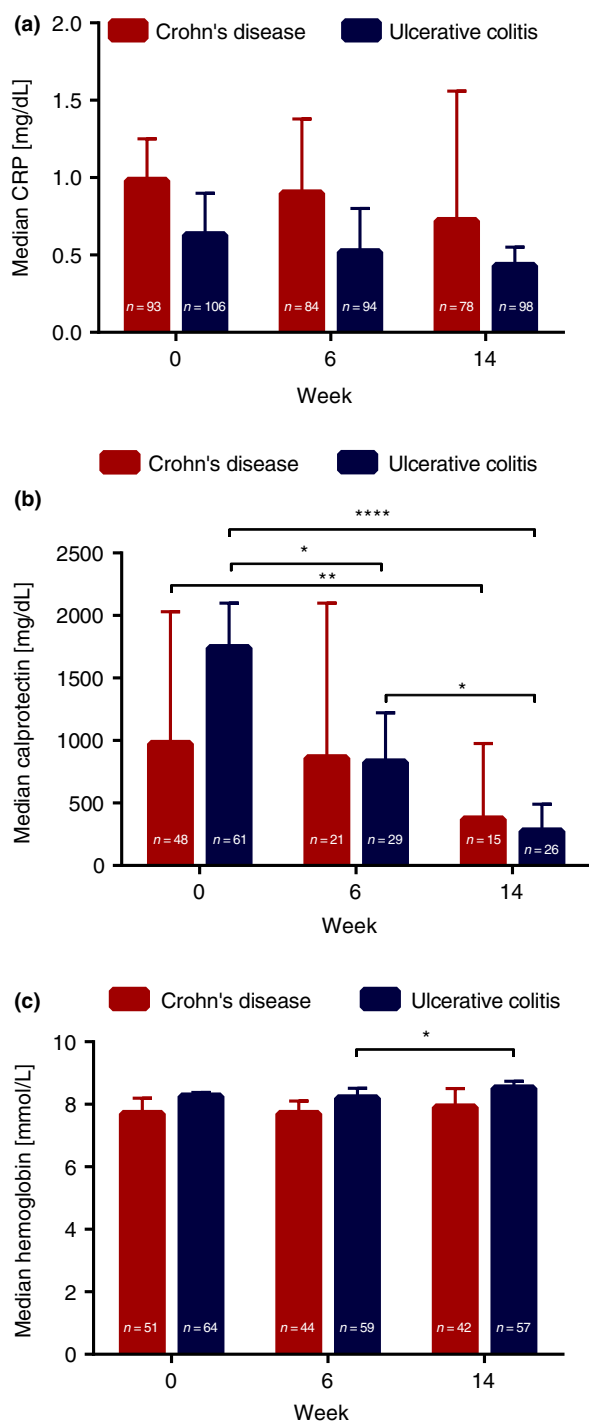 (a)
Crohn's disease Ulcerative colitis
2.0
1.5
1.0
0.5
0.0
Median CRP [mg/dL]
n = 93 n = 106 n = 84 n = 94 n = 78 n = 98
0 6 14
Week
Crohn's disease Ulcerative colitis
(b)
****
*
**
*
2500
2000
1500
1000
500
0
Median calprotectin [mg/dL]
n = 48 n = 61 n = 21 n = 29 n = 15 n = 26
0 6 14
Week
(c)
Crohn's disease Ulcerative colitis
*
10
8
6
4
2
0
Median hemoglobin [mmol/L]
n = 51 n = 64 n = 44 n = 59 n = 42 n = 57
0 6 14
Week